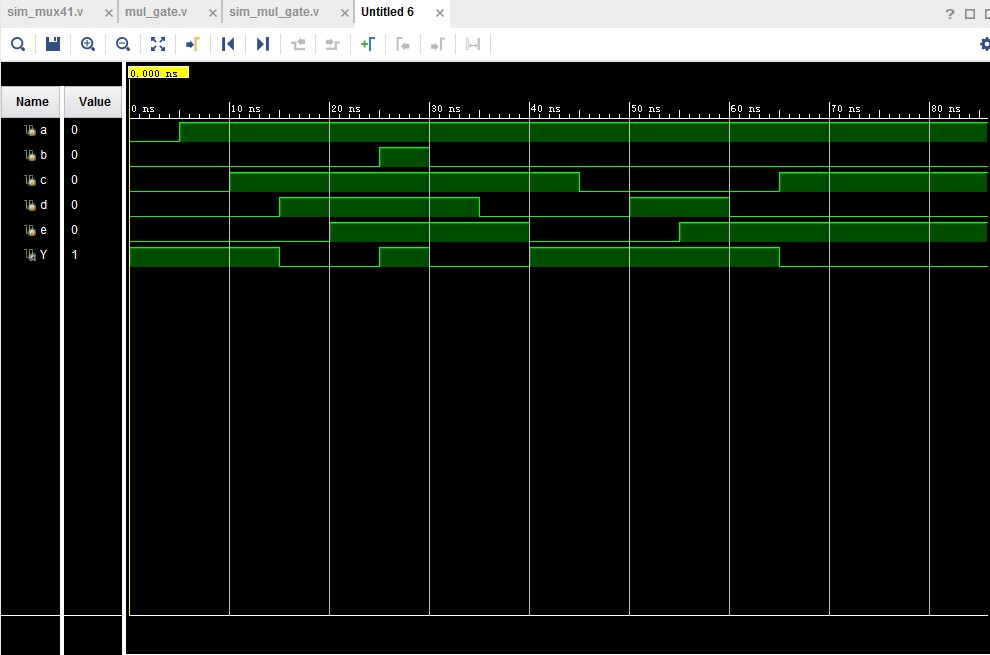 sim_mux41.v mul_gate.v sim_mul_gate.v Untitled 6
0.000 ns
Name Value 0 ns 10 ns 20 ns 30 ns 40 ns 50 ns 60 ns 70 ns 80 ns
a 0
b 0
c 0
d 0
e 0
Y 1